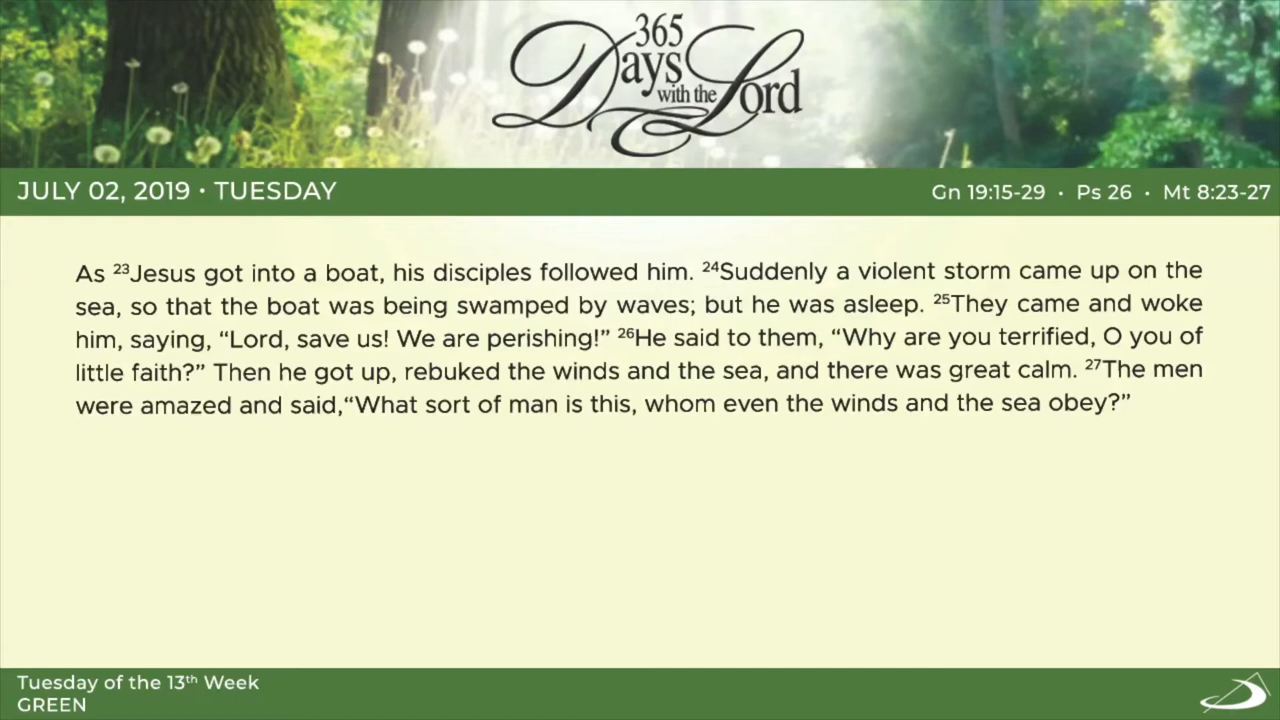 365
Days
with the Lord
JULY 02, 2019 · TUESDAY
Gn 19:15-29 · Ps 26 · Mt 8:23-27
As ²³Jesus got into a boat, his disciples followed him. ²⁴Suddenly a violent storm came up on the
sea, so that the boat was being swamped by waves; but he was asleep. ²⁵They came and woke
him, saying, “Lord, save us! We are perishing!” ²⁶He said to them, “Why are you terrified, O you of
little faith?” Then he got up, rebuked the winds and the sea, and there was great calm. ²⁷The men
were amazed and said,“What sort of man is this, whom even the winds and the sea obey?”
Tuesday of the 13ᵗʰ Week
GREEN